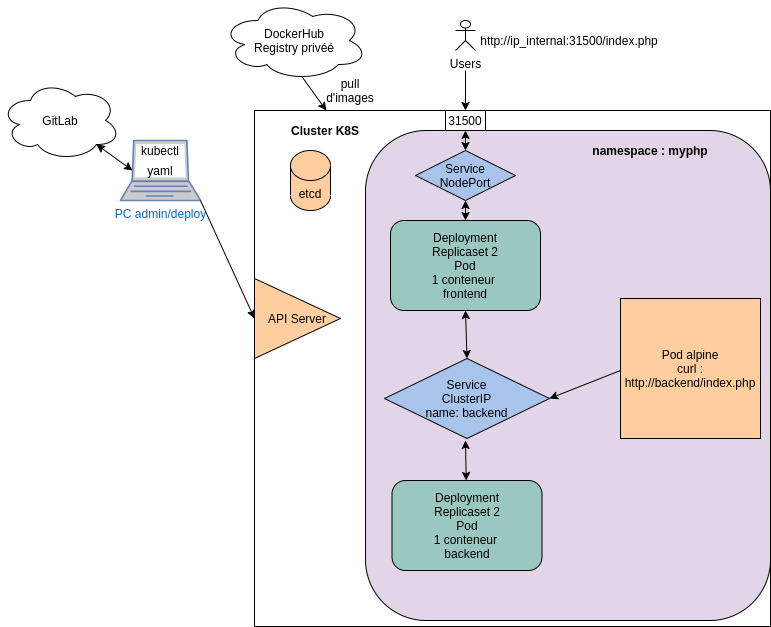 DockerHub
Registry privéé
http://ip_internal:31500/index.php
Users
pull
d'images
GitLab
kubectl
yaml
PC admin/deploy
Cluster K8S
31500
etcd
namespace : myphp
Service
NodePort
Deployment
Replicaset 2
Pod
1 conteneur
frontend
API Server
Pod alpine
curl :
http://backend/index.php
Service
ClusterIP
name: backend
Deployment
Replicaset 2
Pod
1 conteneur
backend